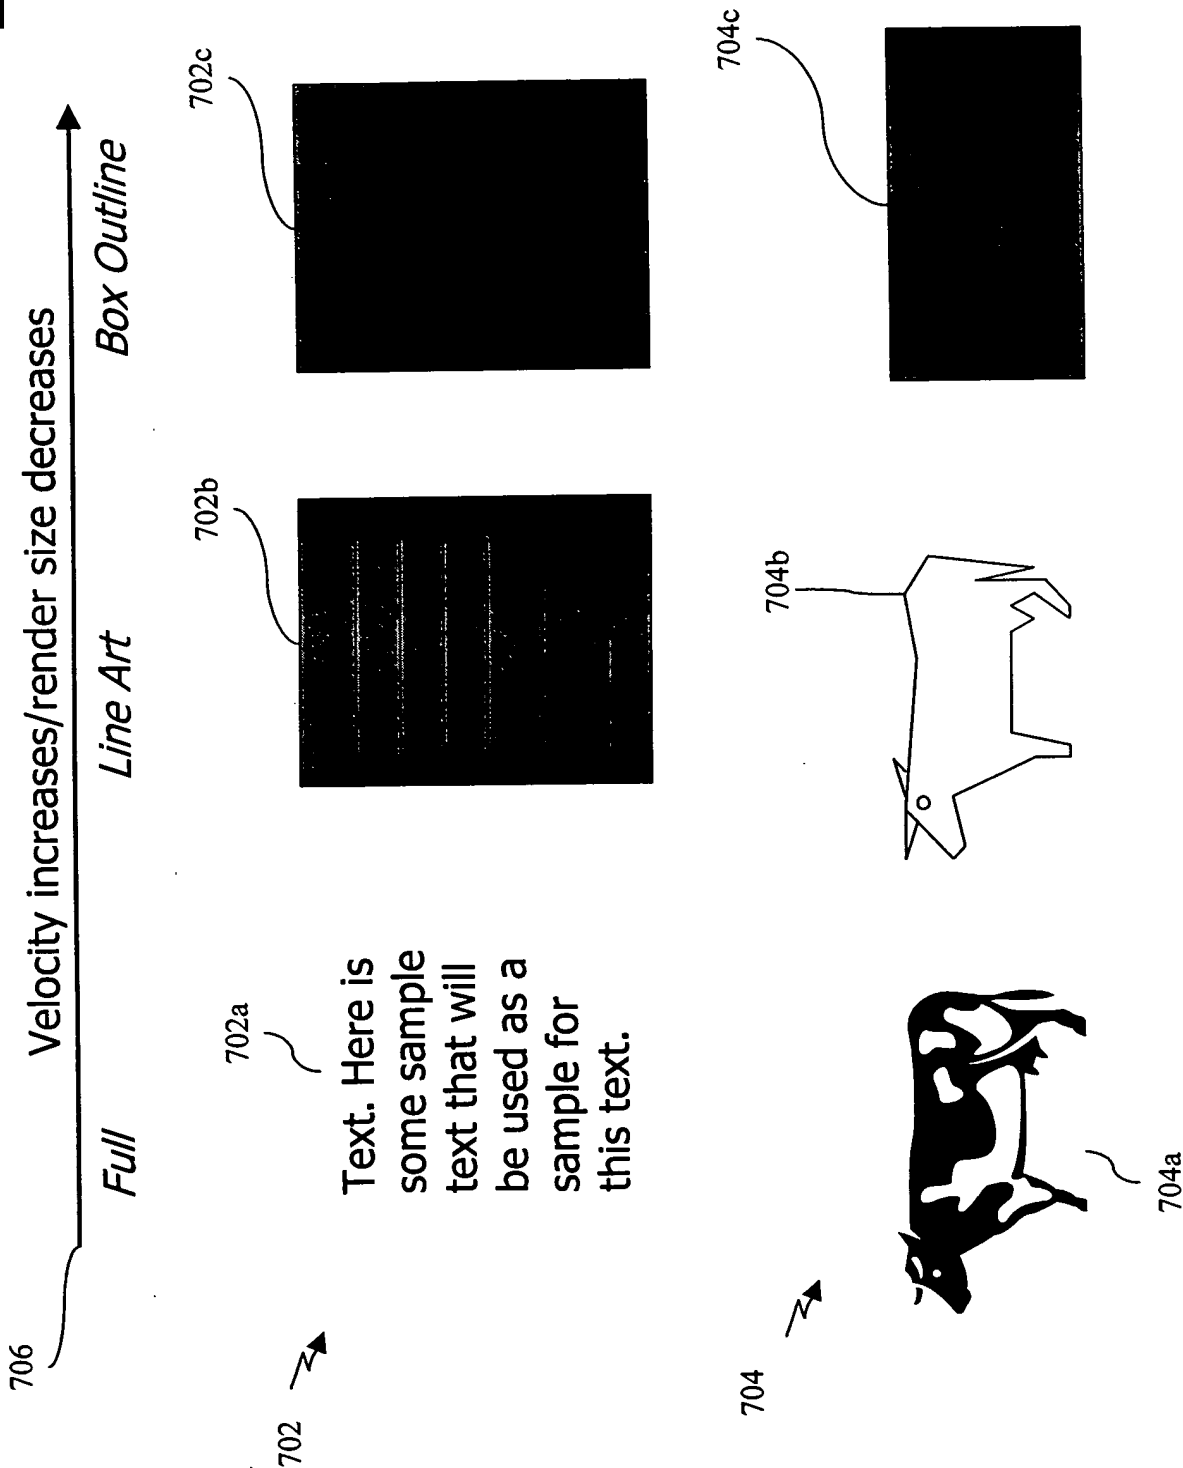 706
Velocity increases/render size decreases
Full
Line Art
Box Outline
702
702a
702b
702c
Text. Here is
some sample
text that will
be used as a
sample for
this text.
704
704a
704b
704c